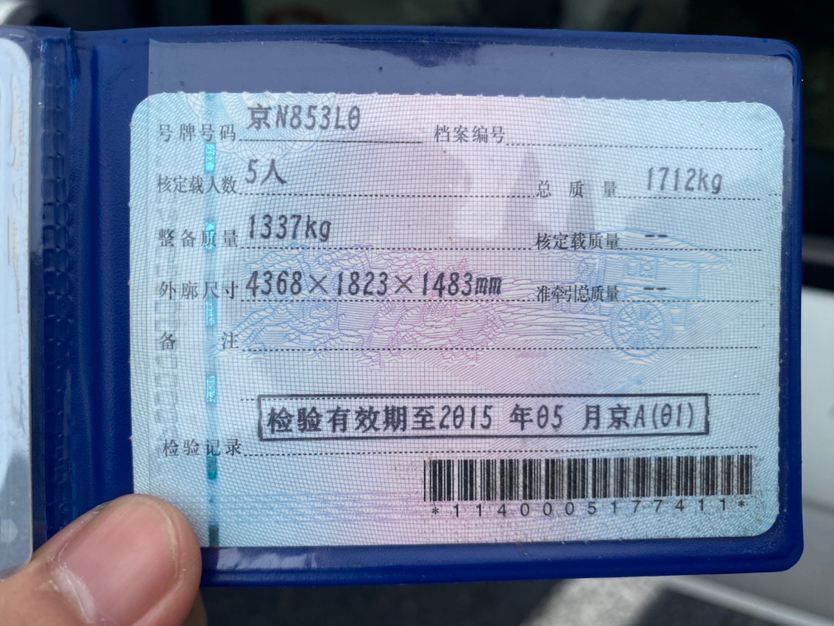 号牌号码 京N853L0 档案编号
核定载人数 5人 总质量 1712kg
整备质量 1337kg 核定载质量 --
外廓尺寸 4368×1823×1483mm 准牵引总质量 --
备注
检验有效期至2015 年05 月京A(01)
检验记录
*1140005177411*